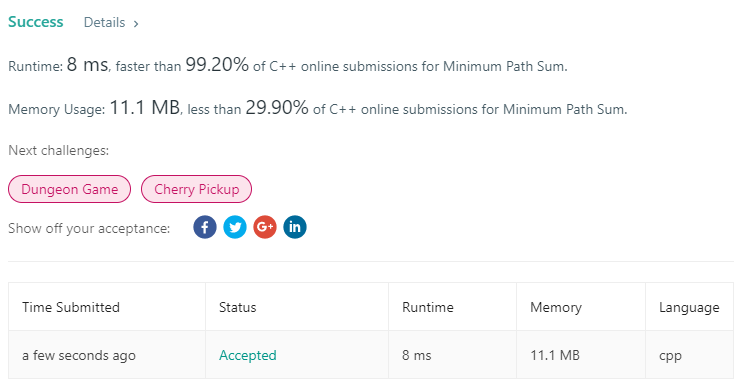 Success Details >
Runtime: 8 ms, faster than 99.20% of C++ online submissions for Minimum Path Sum.
Memory Usage: 11.1 MB, less than 29.90% of C++ online submissions for Minimum Path Sum.
Next challenges:
Dungeon Game Cherry Pickup
Show off your acceptance: f G+ in
Time Submitted Status Runtime Memory Language
a few seconds ago Accepted 8 ms 11.1 MB cpp